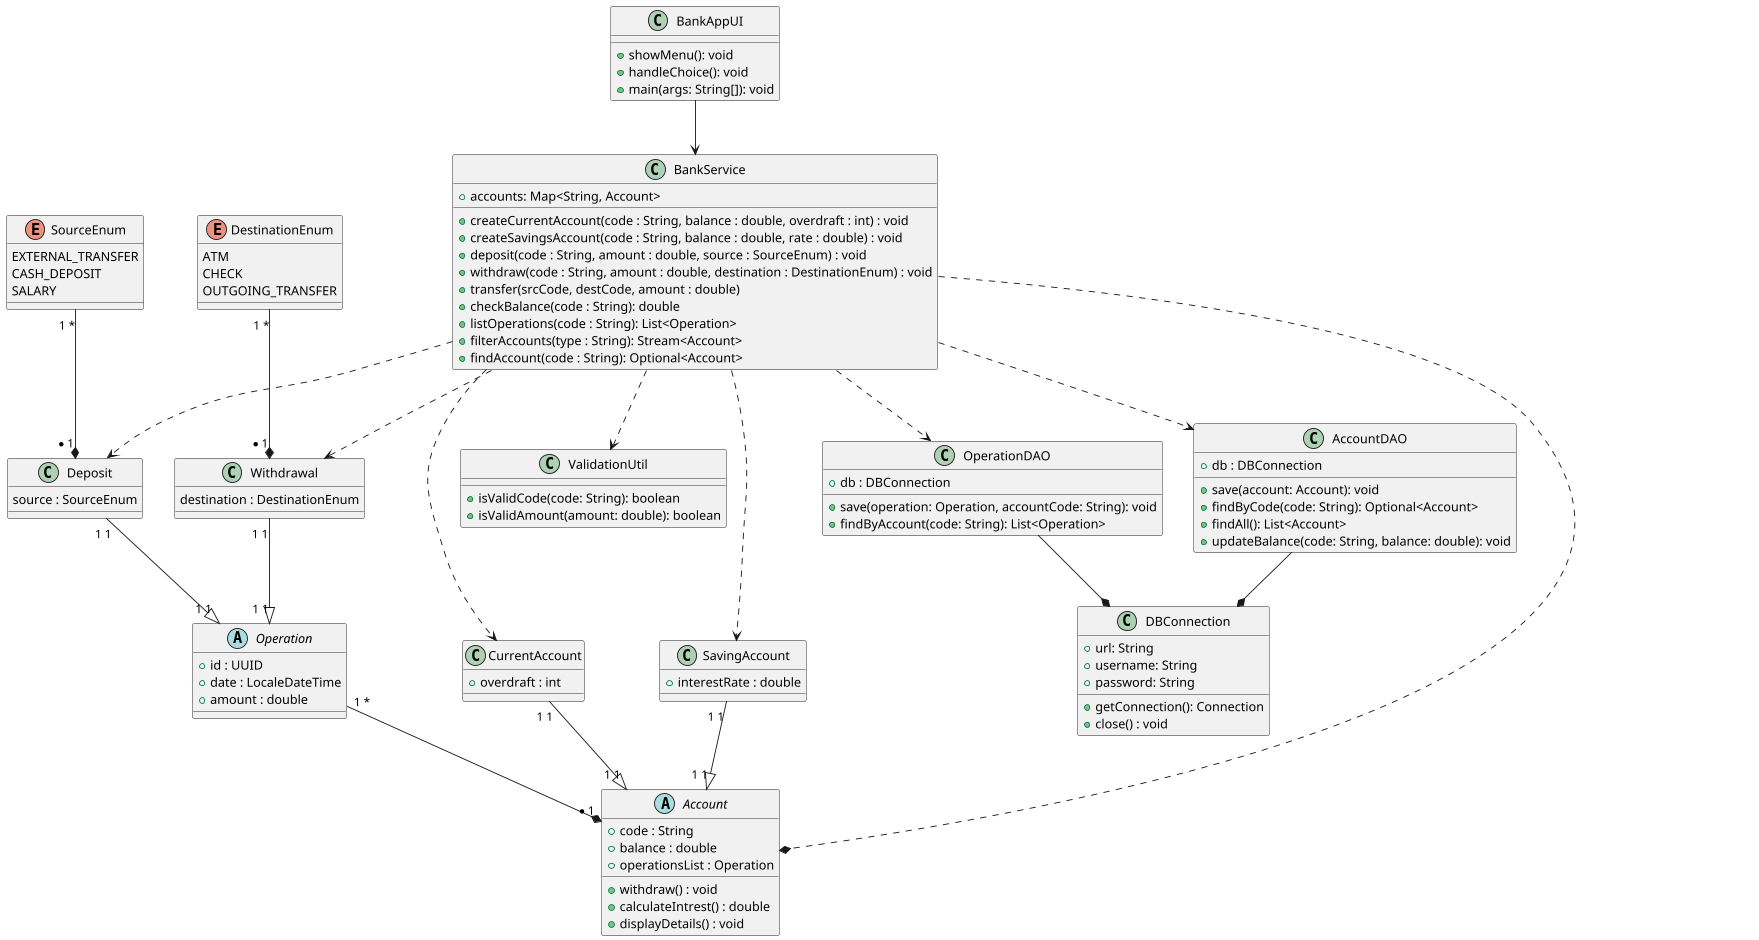 C BankAppUI
showMenu(): void
handleChoice(): void
main(args: String[]): void
C BankService
accounts: Map<String, Account>
createCurrentAccount(code : String, balance : double, overdraft : int) : void
createSavingsAccount(code : String, balance : double, rate : double) : void
deposit(code : String, amount : double, source : SourceEnum) : void
withdraw(code : String, amount : double, destination : DestinationEnum) : void
transfer(srcCode, destCode, amount : double)
checkBalance(code : String): double
listOperations(code : String): List<Operation>
filterAccounts(type : String): Stream<Account>
findAccount(code : String): Optional<Account>
E SourceEnum
EXTERNAL_TRANSFER
CASH_DEPOSIT
SALARY
E DestinationEnum
ATM
CHECK
OUTGOING_TRANSFER
1 *
1 *
• 1
• 1
C Deposit
source : SourceEnum
C Withdrawal
destination : DestinationEnum
C ValidationUtil
isValidCode(code: String): boolean
isValidAmount(amount: double): boolean
C OperationDAO
db : DBConnection
save(operation: Operation, accountCode: String): void
findByAccount(code: String): List<Operation>
C AccountDAO
db : DBConnection
save(account: Account): void
findByCode(code: String): Optional<Account>
findAll(): List<Account>
updateBalance(code: String, balance: double): void
1 1
1 1
1 1
1 1
A Operation
id : UUID
date : LocaleDateTime
amount : double
C CurrentAccount
overdraft : int
C SavingAccount
interestRate : double
C DBConnection
url: String
username: String
password: String
getConnection(): Connection
close() : void
1 *
1 1
1 1
1 1
1 1
• 1
A Account
code : String
balance : double
operationsList : Operation
withdraw() : void
calculateIntrest() : double
displayDetails() : void